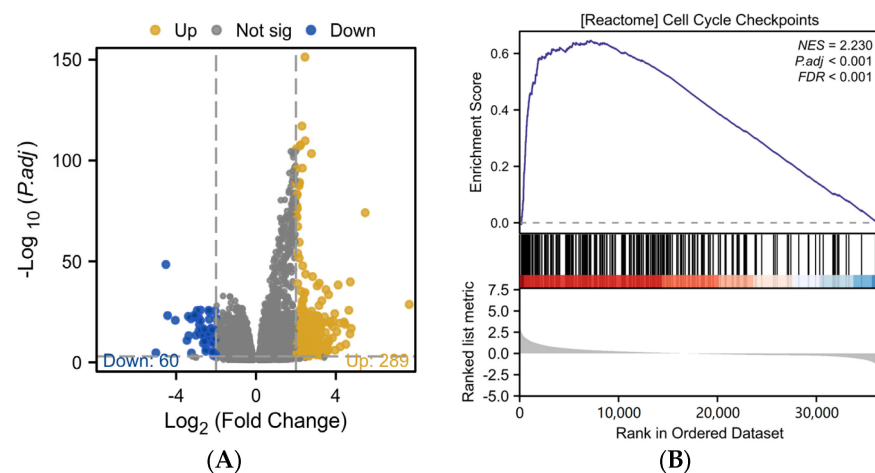 Up Not sig Down
150
100
50
0
-Log 10 (P.adj)
Down: 60
Up: 289
-4 0 4
Log2 (Fold Change)
(A)
[Reactome] Cell Cycle Checkpoints
NES = 2.230
P.adj < 0.001
FDR < 0.001
0.6
0.4
0.2
0.0
Enrichment Score
7.5
5.0
2.5
0.0
-2.5
-5.0
Ranked list metric
0 10,000 20,000 30,000
Rank in Ordered Dataset
(B)